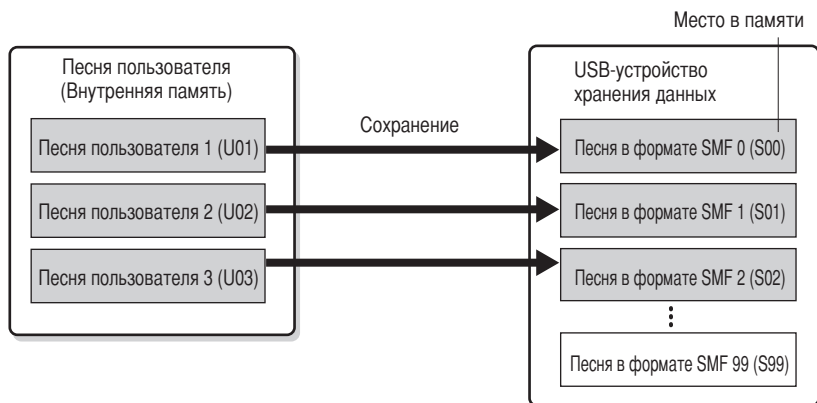 Место в памяти
Песня пользователя
(Внутренняя память)
Песня пользователя 1 (U01)
Песня пользователя 2 (U02)
Песня пользователя 3 (U03)
Сохранение
USB-устройство
хранения данных
Песня в формате SMF 0 (S00)
Песня в формате SMF 1 (S01)
Песня в формате SMF 2 (S02)
Песня в формате SMF 99 (S99)